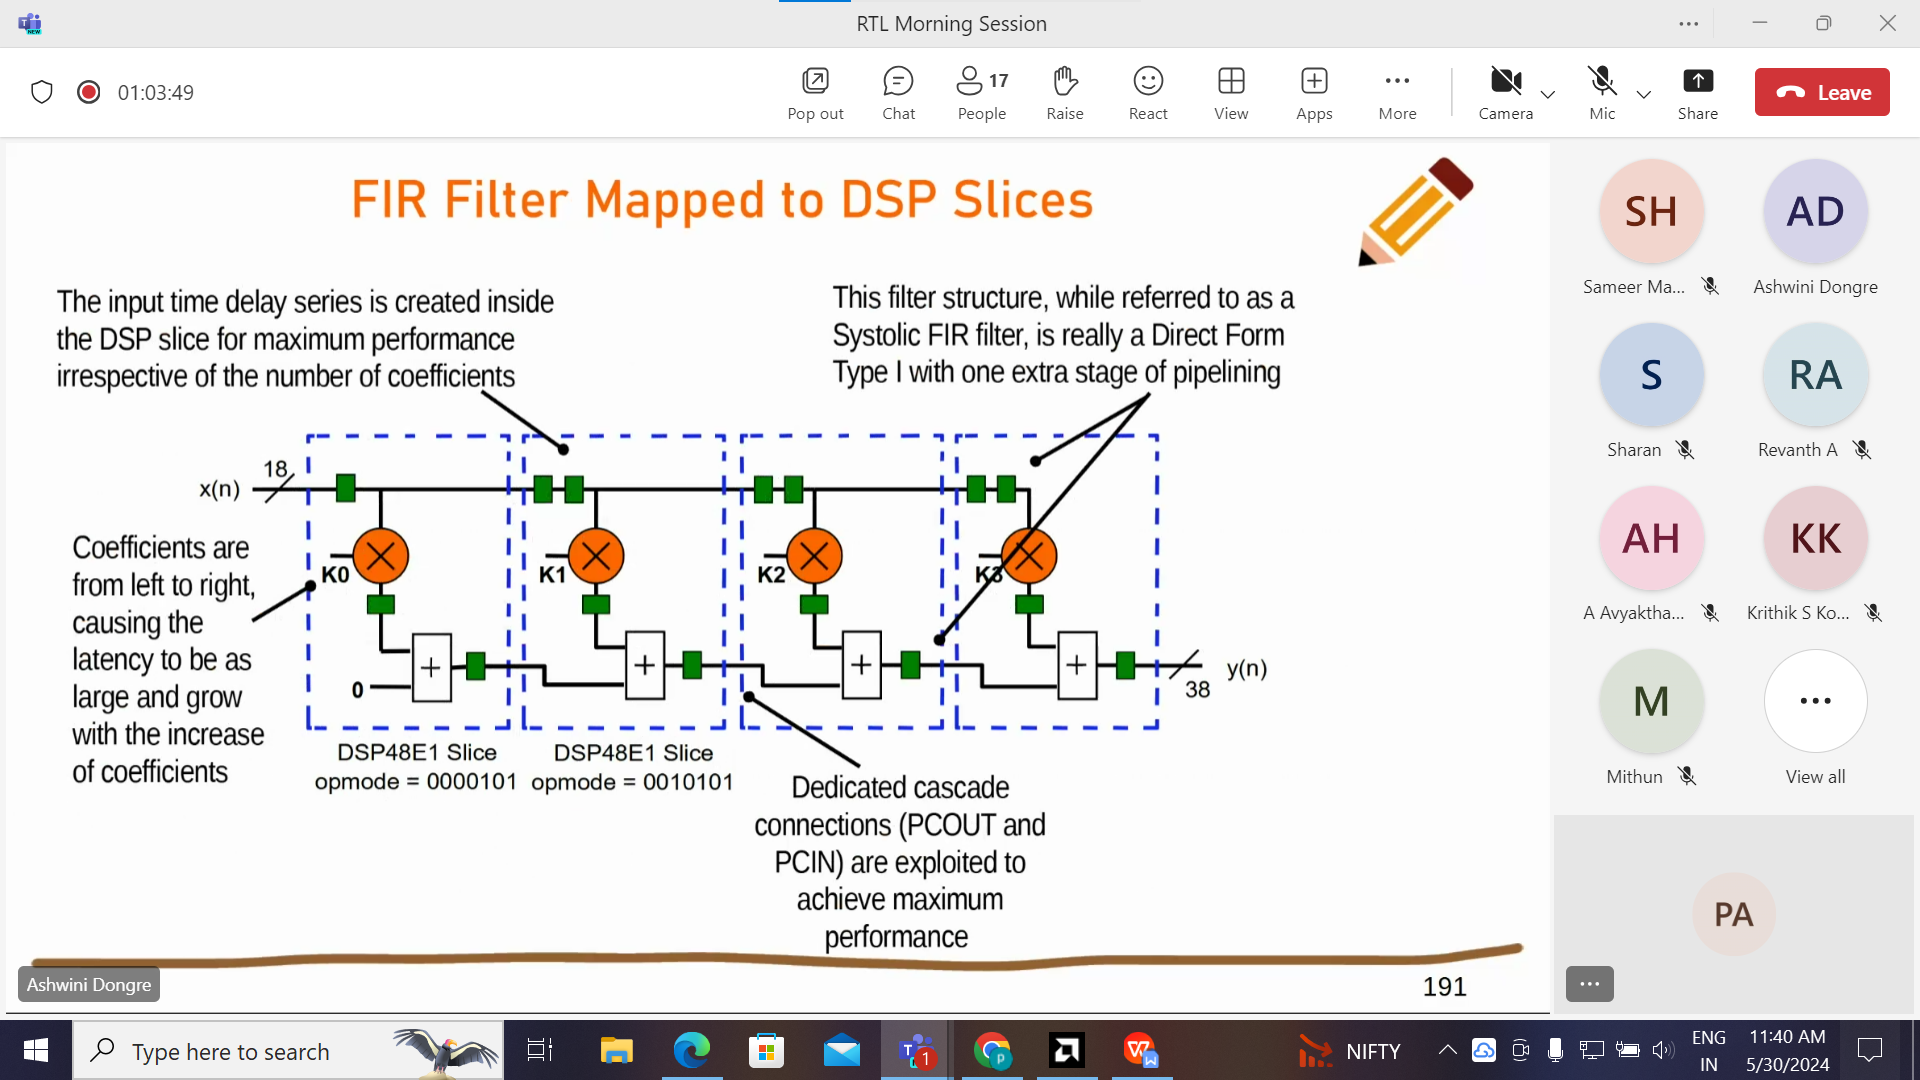 RTL Morning Session
01:03:49
Pop out
Chat
17
People
Raise
React
View
Apps
More
Camera
Mic
Share
Leave
FIR Filter Mapped to DSP Slices
The input time delay series is created inside
the DSP slice for maximum performance
irrespective of the number of coefficients
This filter structure, while referred to as a
Systolic FIR filter, is really a Direct Form
Type I with one extra stage of pipelining
x(n)
18
Coefficients are
from left to right,
causing the
latency to be as
large and grow
with the increase
of coefficients
K0
K1
K2
K3
+
+
+
+
0
38
y(n)
DSP48E1 Slice
opmode = 0000101
DSP48E1 Slice
opmode = 0010101
Dedicated cascade
connections (PCOUT and
PCIN) are exploited to
achieve maximum
performance
Ashwini Dongre
191
SH
AD
Sameer Ma...
Ashwini Dongre
S
RA
Sharan
Revanth A
AH
KK
A Avyaktha...
Krithik S Ko...
M
Mithun
View all
PA
Type here to search
1
NIFTY
ENG
IN
11:40 AM
5/30/2024